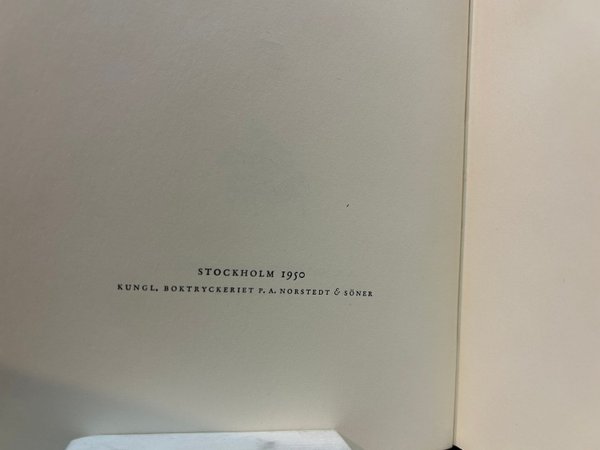 STOCKHOLM 1950
KUNGL. BOKTRYCKERIET P. A. NORSTEDT & SÖNER